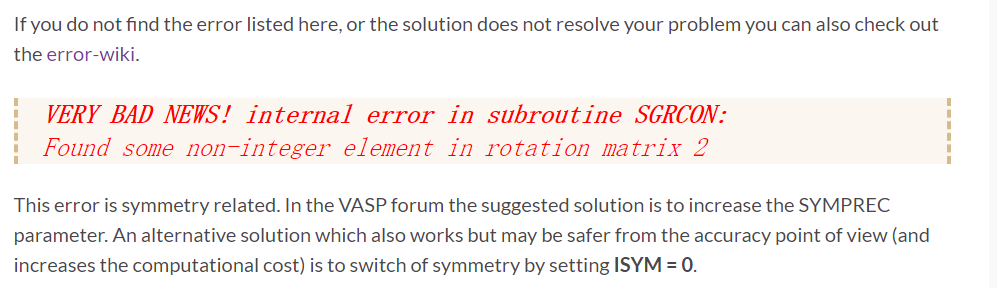 If you do not find the error listed here, or the solution does not resolve your problem you can also check out
the error-wiki.
VERY BAD NEWS! internal error in subroutine SGRCON:
Found some non-integer element in rotation matrix 2
This error is symmetry related. In the VASP forum the suggested solution is to increase the SYMPREC
parameter. An alternative solution which also works but may be safer from the accuracy point of view (and
increases the computational cost) is to switch of symmetry by setting ISYM = 0.